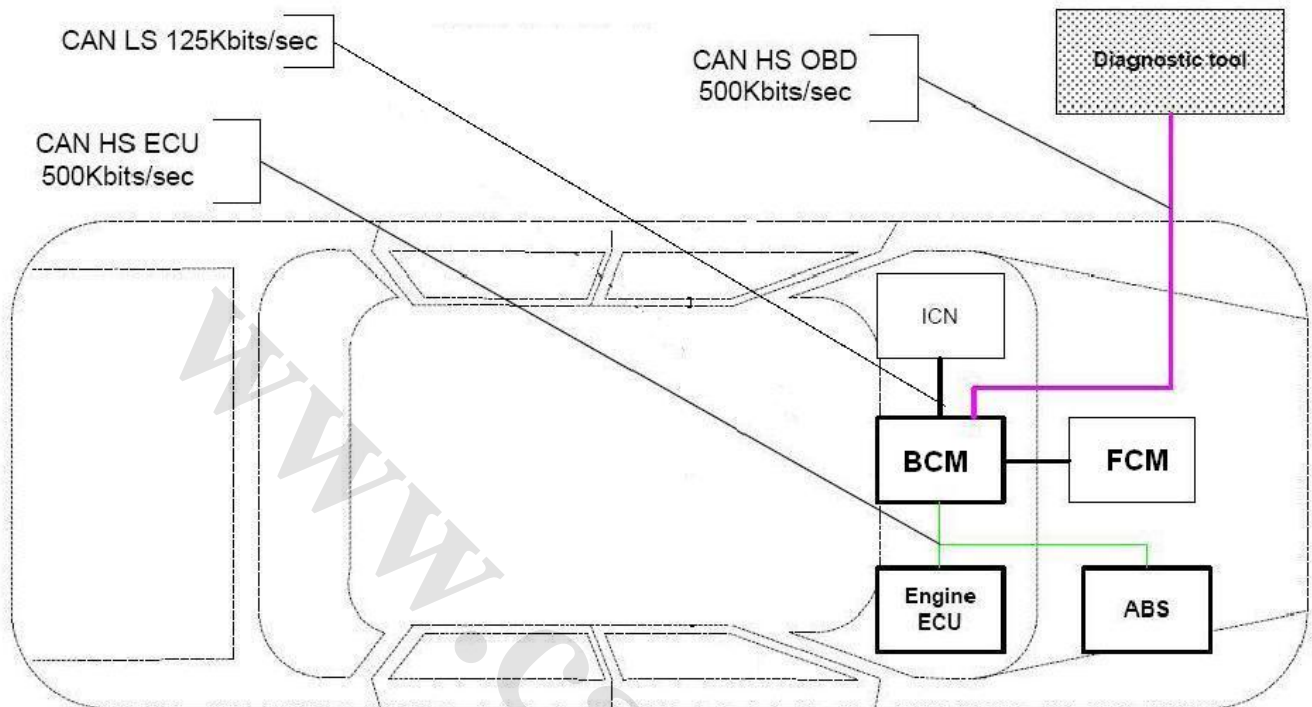 CAN LS 125Kbits/sec
CAN HS OBD
500Kbits/sec
Diagnostic tool
CAN HS ECU
500Kbits/sec
ICN
BCM
FCM
Engine
ECU
ABS
www.c